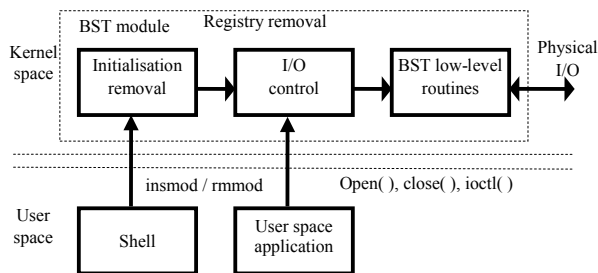 BST module
Registry removal
Kernel
space
Initialisation
removal
I/O
control
BST low-level
routines
Physical
I/O
insmod / rmmod
Open( ), close( ), ioctl( )
User
space
Shell
User space
application